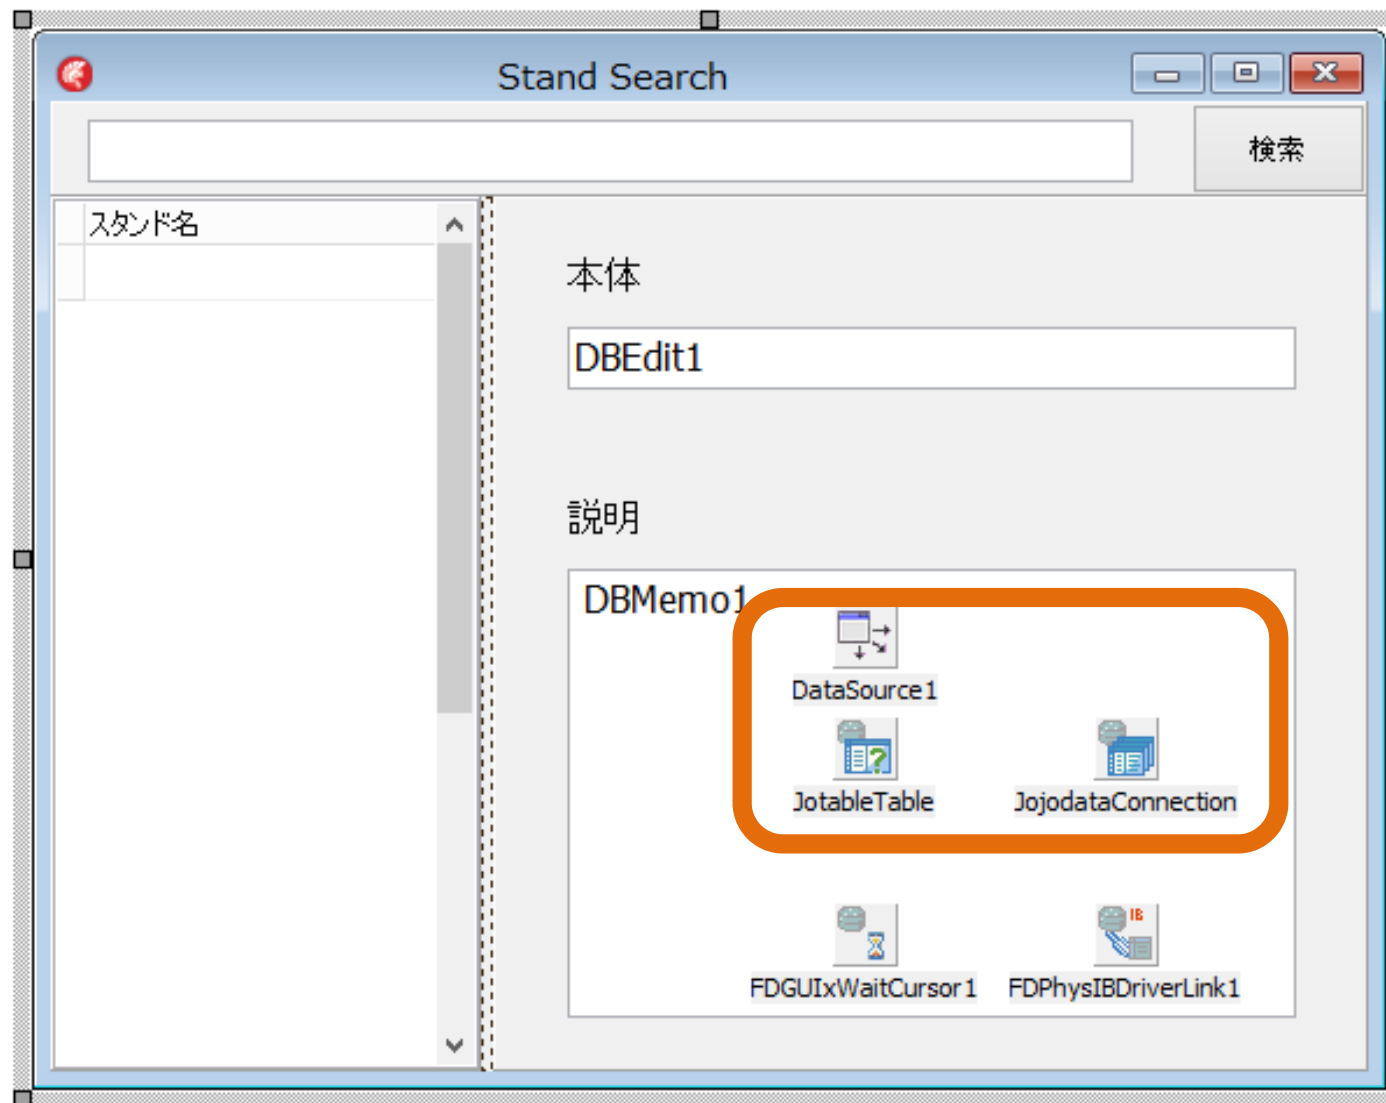 Stand Search
検索
スタンド名
本体
DBEdit1
説明
DBMemo1
DataSource1
JotableTable
JojodataConnection
IB
FDGUIxWaitCursor1
FDPhysIBDriverLink1